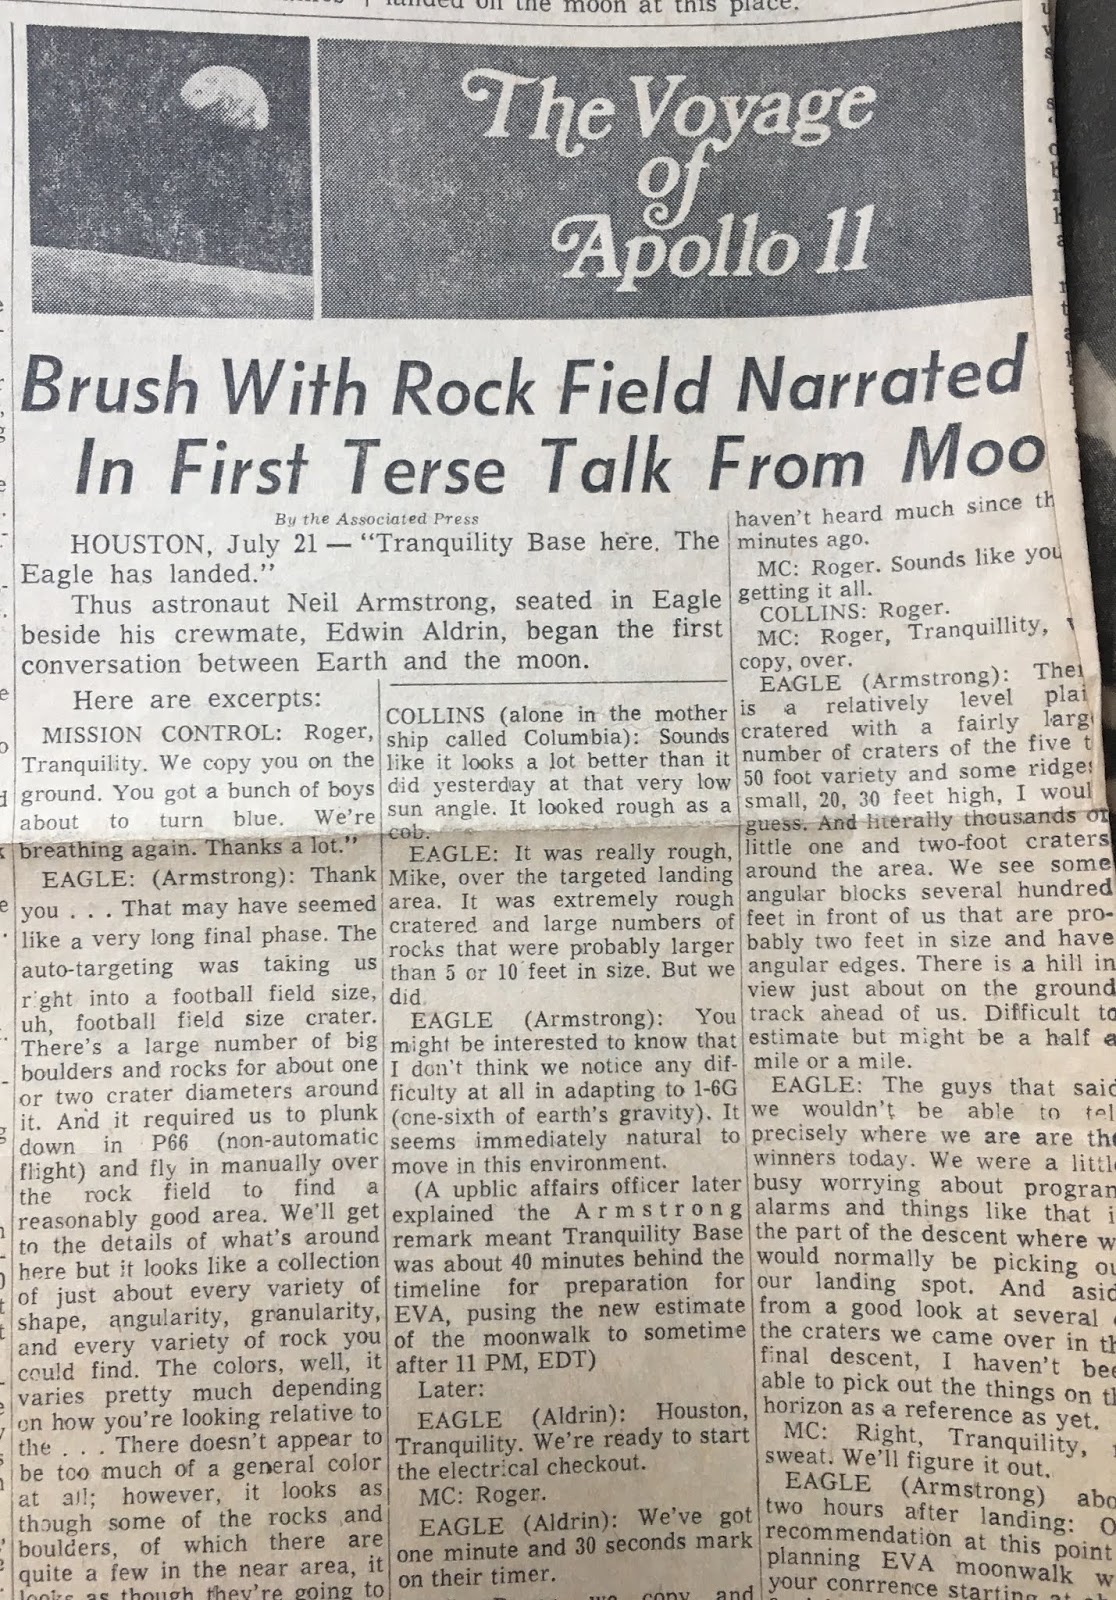 landed on the moon at this place.
The Voyage
of
Apollo 11
Brush With Rock Field Narrated
In First Terse Talk From Moo
By the Associated Press
HOUSTON, July 21 — "Tranquility Base here. The
Eagle has landed."
Thus astronaut Neil Armstrong, seated in Eagle
beside his crewmate, Edwin Aldrin, began the first
conversation between Earth and the moon.
Here are excerpts:
MISSION CONTROL: Roger,
Tranquility. We copy you on the
ground. You got a bunch of boys
about to turn blue. We're
breathing again. Thanks a lot."
EAGLE: (Armstrong): Thank
you . . . That may have seemed
like a very long final phase. The
auto-targeting was taking us
right into a football field size,
uh, football field size crater.
There's a large number of big
boulders and rocks for about one
or two crater diameters around
it. And it required us to plunk
down in P66 (non-automatic
flight) and fly in manually over
the rock field to find a
reasonably good area. We'll get
to the details of what's around
here but it looks like a collection
of just about every variety of
shape, angularity, granularity,
and every variety of rock you
could find. The colors, well, it
varies pretty much depending
on how you're looking relative to
the . . . There doesn't appear to
be too much of a general color
at all; however, it looks as
though some of the rocks and
boulders, of which there are
quite a few in the near area, it
looks as though they're going to
COLLINS (alone in the mother
ship called Columbia): Sounds
like it looks a lot better than it
did yesterday at that very low
sun angle. It looked rough as a
cob.
EAGLE: It was really rough,
Mike, over the targeted landing
area. It was extremely rough
cratered and large numbers of
rocks that were probably larger
than 5 or 10 feet in size. But we
did
EAGLE (Armstrong): You
might be interested to know that
I don't think we notice any dif-
ficulty at all in adapting to 1-6G
(one-sixth of earth's gravity). It
seems immediately natural to
move in this environment.
(A upblic affairs officer later
explained the Armstrong
remark meant Tranquility Base
was about 40 minutes behind the
timeline for preparation for
EVA, pusing the new estimate
of the moonwalk to sometime
after 11 PM, EDT)
Later:
EAGLE (Aldrin): Houston,
Tranquility. We're ready to start
the electrical checkout.
MC: Roger.
EAGLE (Aldrin): We've got
one minute and 30 seconds mark
on their timer.
copy and
haven't heard much since th
minutes ago.
MC: Roger. Sounds like you
getting it all.
COLLINS: Roger.
MC: Roger, Tranquillity,
copy, over.
EAGLE (Armstrong): Ther
is a relatively level plai
cratered with a fairly larg
number of craters of the five t
50 foot variety and some ridges
small, 20, 30 feet high, I woul
guess. And literally thousands of
little one and two-foot craters
around the area. We see some
angular blocks several hundred
feet in front of us that are pro-
bably two feet in size and have
angular edges. There is a hill in
view just about on the ground
track ahead of us. Difficult to
estimate but might be a half a
mile or a mile.
EAGLE: The guys that said
we wouldn't be able to tell
precisely where we are are the
winners today. We were a littl
busy worrying about program
alarms and things like that i
the part of the descent where w
would normally be picking ou
our landing spot. And asid
from a good look at several
the craters we came over in th
final descent, I haven't bee
able to pick out the things on th
horizon as a reference as yet.
MC: Right, Tranquility,
sweat. We'll figure it out.
EAGLE (Armstrong) abo
two hours after landing: O
recommendation at this point
planning EVA moonwalk w
your conrrence starting at